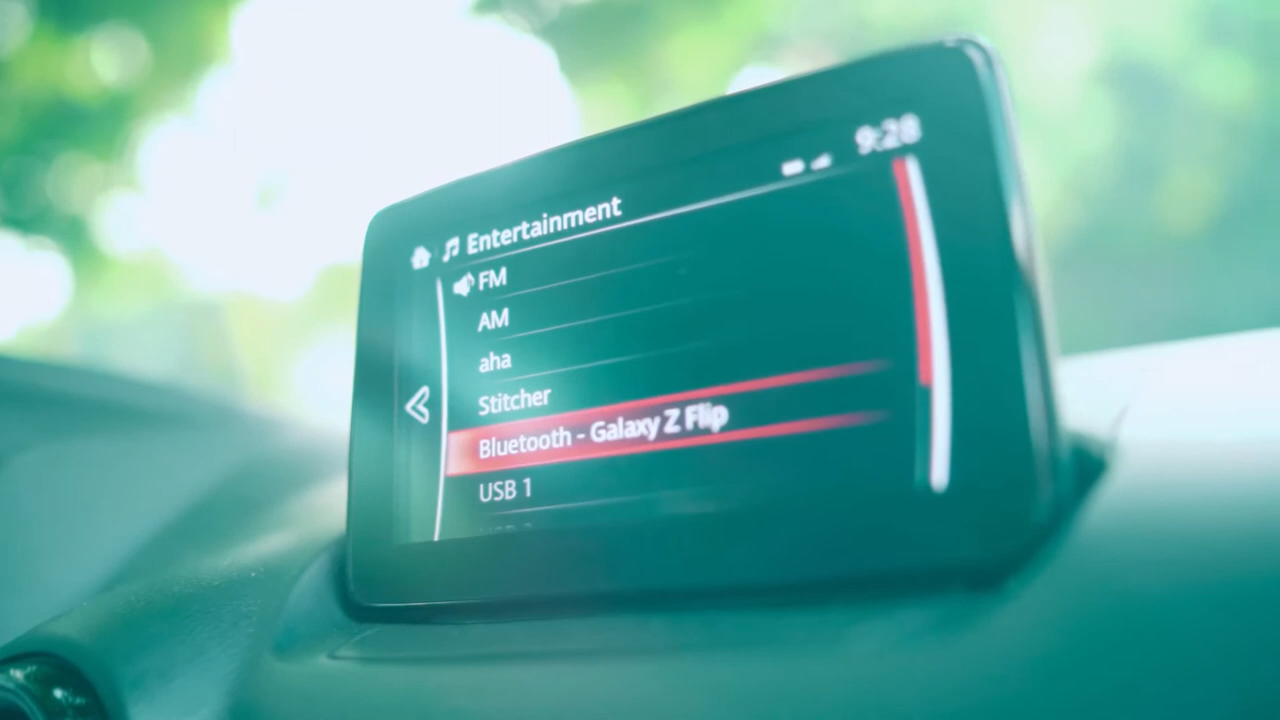 9:28
Entertainment
FM
AM
aha
Stitcher
Bluetooth - Galaxy Z Flip
USB 1